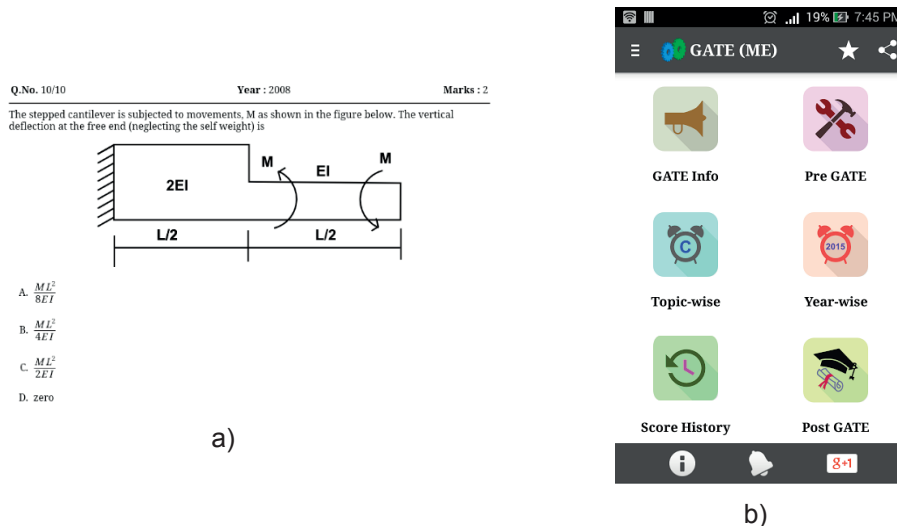 Q.No. 10/10 Year : 2008 Marks : 2
The stepped cantilever is subjected to movements, M as shown in the figure below. The vertical
deflection at the free end (neglecting the self weight) is
M EI M
2EI
L/2 L/2
A. ML²/8EI
B. ML²/4EI
C. ML²/2EI
D. zero
a)
19% 7:45 PM
GATE (ME)
GATE Info Pre GATE
C 2015
Topic-wise Year-wise
Score History Post GATE
i g+1
b)